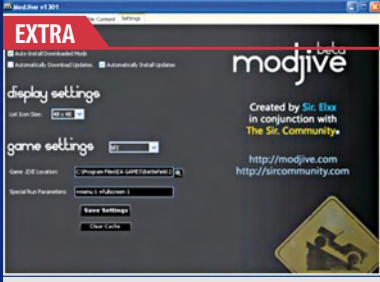 ModJive v1.301
Content
Settings
EXTRA
Auto-Install Downloaded Mods
Automatically Download Updates
Automatically Install Updates
modjive
beta
display settings
List Icon Size:
48 x 48
game settings
bf2
Game .EXE Location:
C:\Program Files\EA GAMES\Battlefield 2
Special Run Parameters:
+menu 1 +fullscreen 1
Save Settings
Clear Cache
Created by Sir. Elxx
in conjunction with
The Sir. Community.
http://modjive.com
http://sircommunity.com